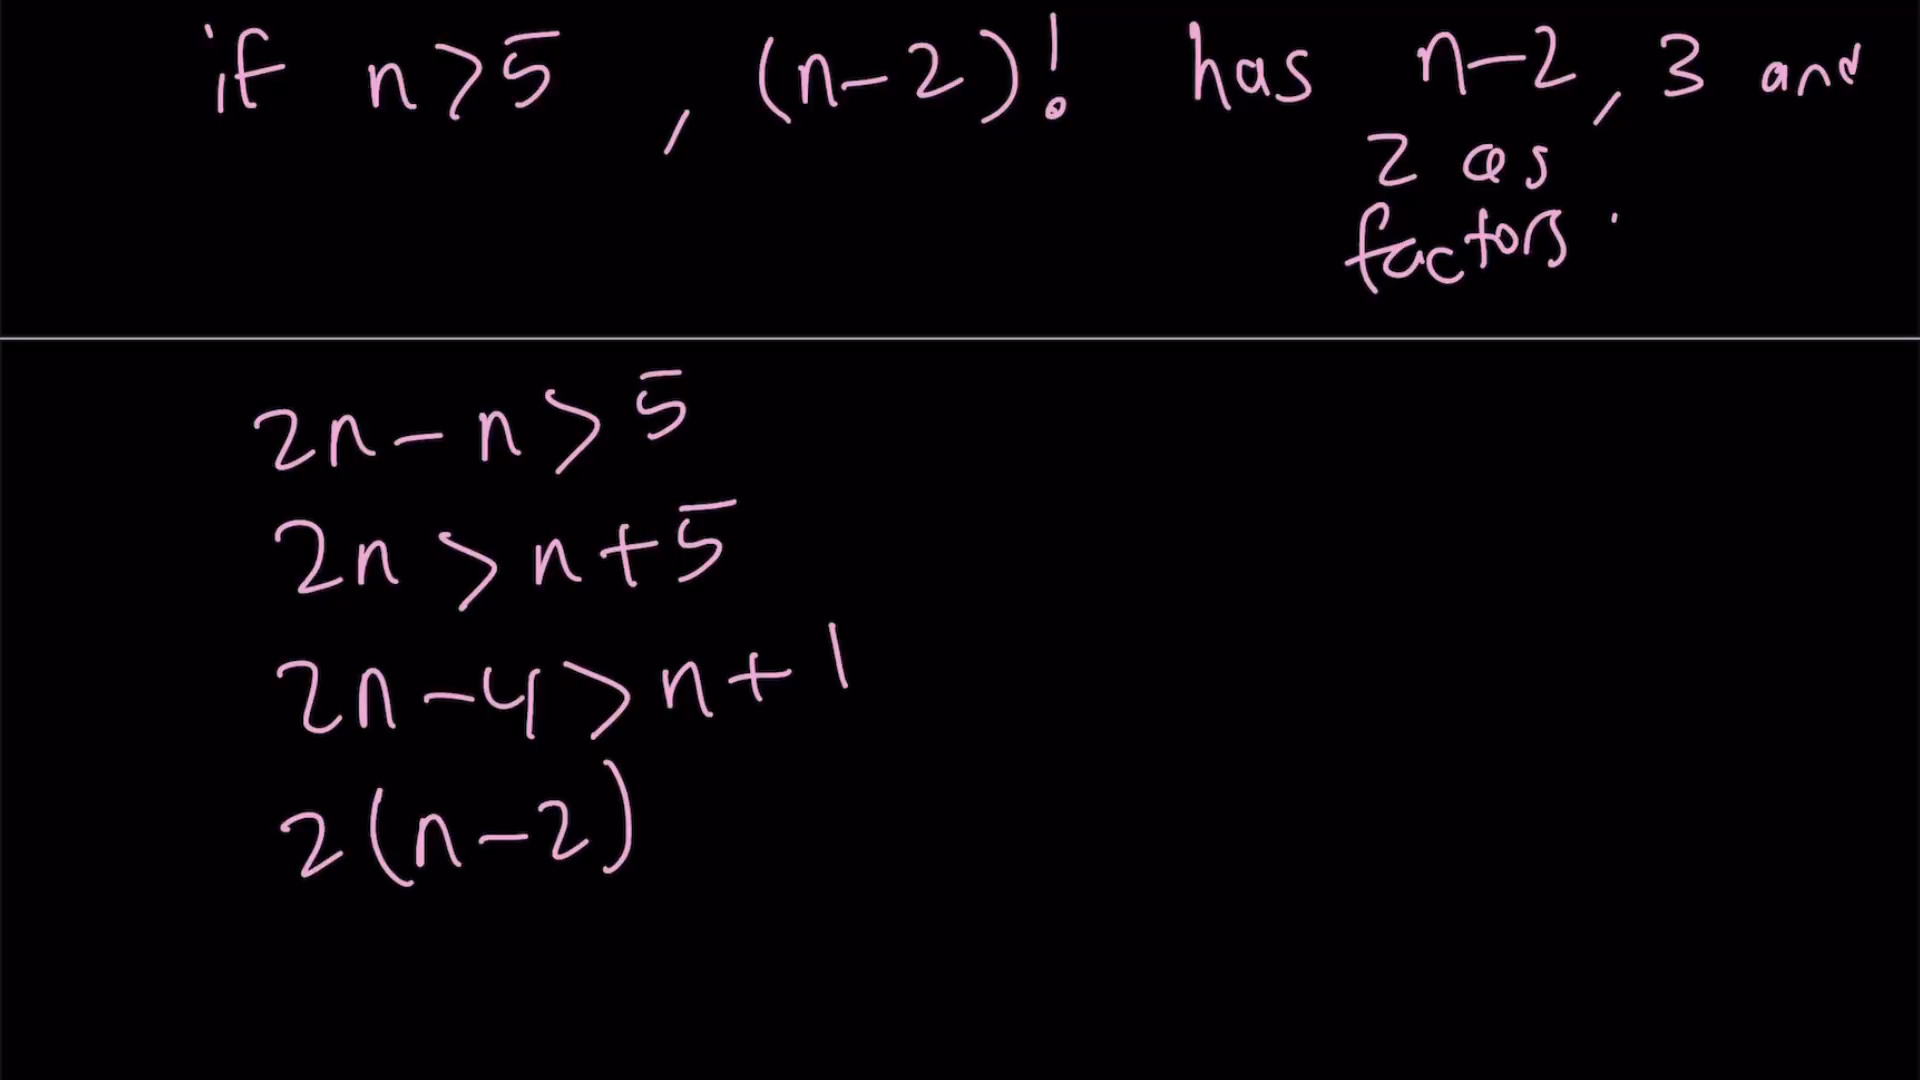 if n>5, (n-2)! has n-2, 3 and
2 as
factors.
2n-n>5
2n>n+5
2n-4>n+1
2(n-2)